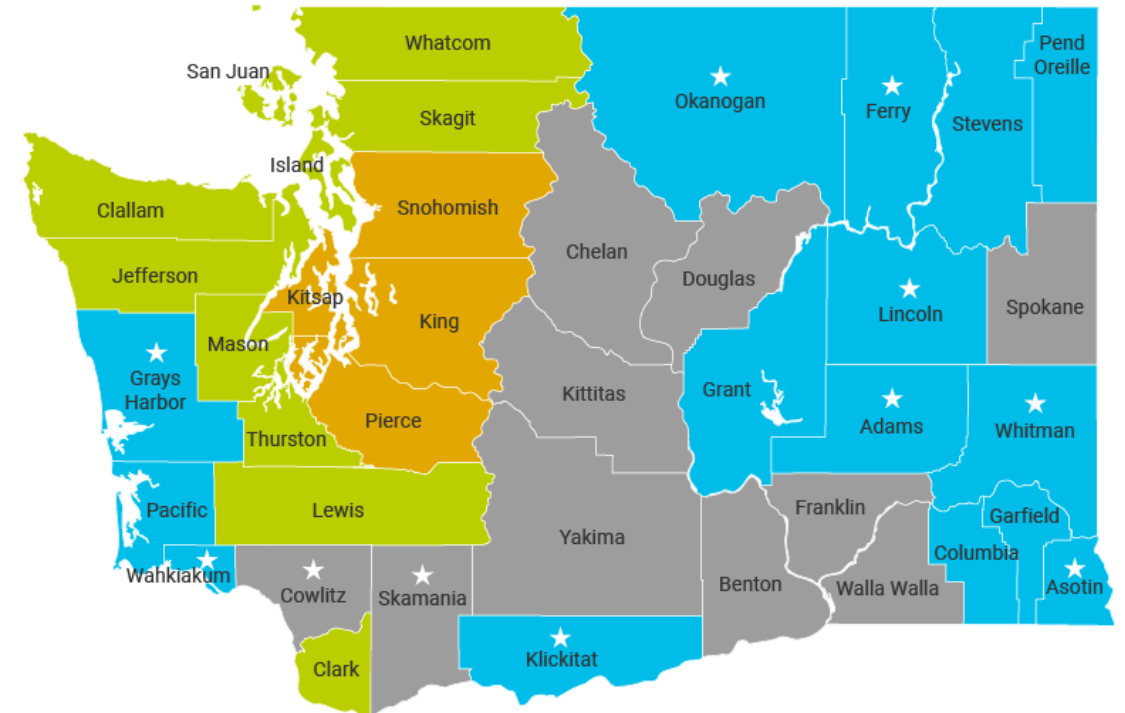 Whatcom
Pend
Oreille
San Juan
Okanogan
Ferry
Skagit
Stevens
Island
Snohomish
Clallam
Chelan
Jefferson
Douglas
Kitsap
Spokane
Lincoln
King
Mason
Grays
Harbor
Kittitas
Grant
Pierce
Adams
Whitman
Thurston
Pacific
Lewis
Franklin
Garfield
Yakima
Columbia
Wahkiakum
Benton
Walla Walla
Asotin
Cowlitz
Skamania
Klickitat
Clark